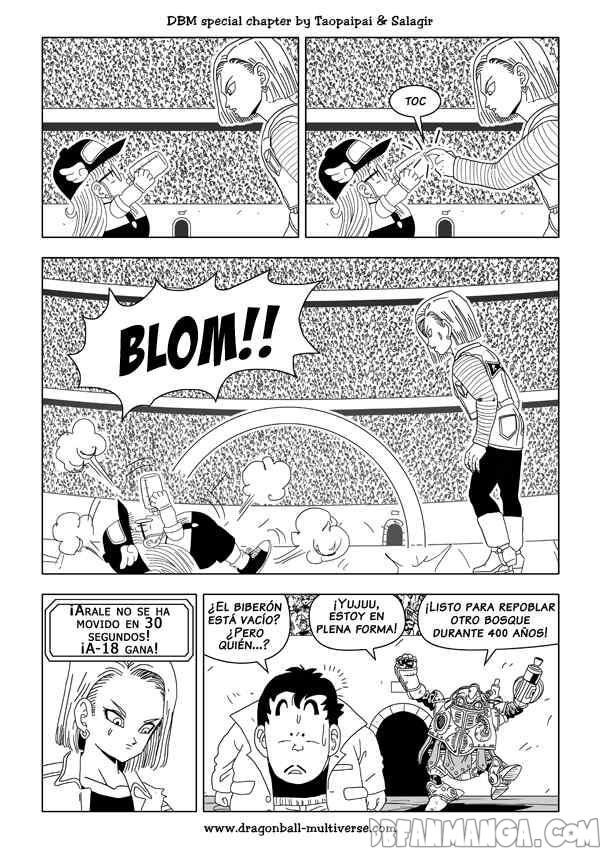 DBM special chapter by Taopaipai & Salagir
TOC
BLOM!!
¡ARALE NO SE HA
MOVIDO EN 30
SEGUNDOS!
¡A-18 GANA!
¿EL BIBERÓN
ESTÁ VACÍO?
¿PERO
QUIÉN...?
¡YUJUU,
ESTOY EN
PLENA FORMA!
¡LISTO PARA REPOBLAR
OTRO BOSQUE
DURANTE 400 AÑOS!
www.dragonball-multiverse.com
DBFANMANGA.COM